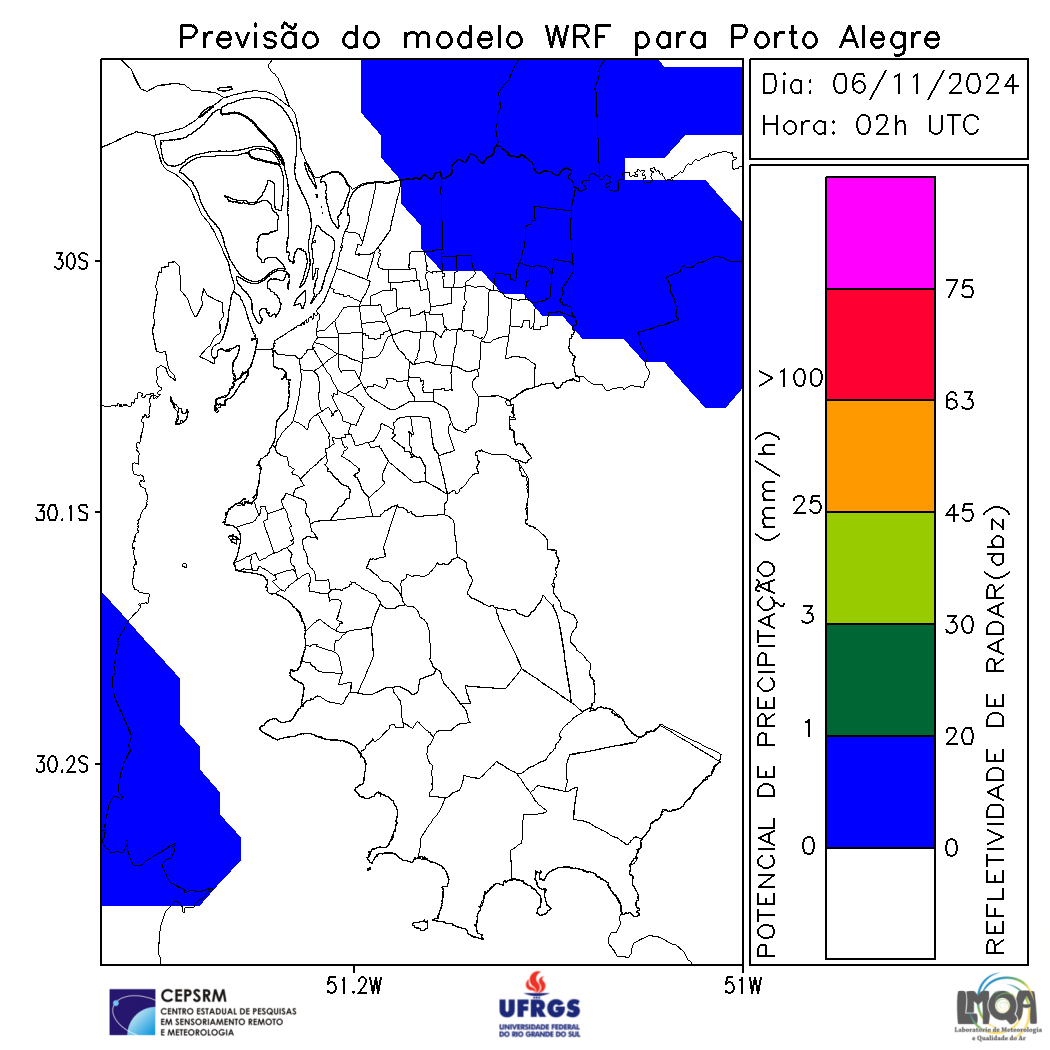 Previsão do modelo WRF para Porto Alegre
Dia: 06/11/2024
Hora: 02h UTC
30S
30.1S
30.2S
51.2W
51W
POTENCIAL DE PRECIPITAÇÃO (mm/h)
>100
25
3
1
0
75
63
45
30
20
0
REFLETIVIDADE DE RADAR(dbz)
CEPSRM
CENTRO ESTADUAL DE PESQUISAS
EM SENSORIAMENTO REMOTO
E METEOROLOGIA
UFRGS
UNIVERSIDADE FEDERAL
DO RIO GRANDE DO SUL
LMQA
Laboratório de Meteorologia
e Qualidade do Ar